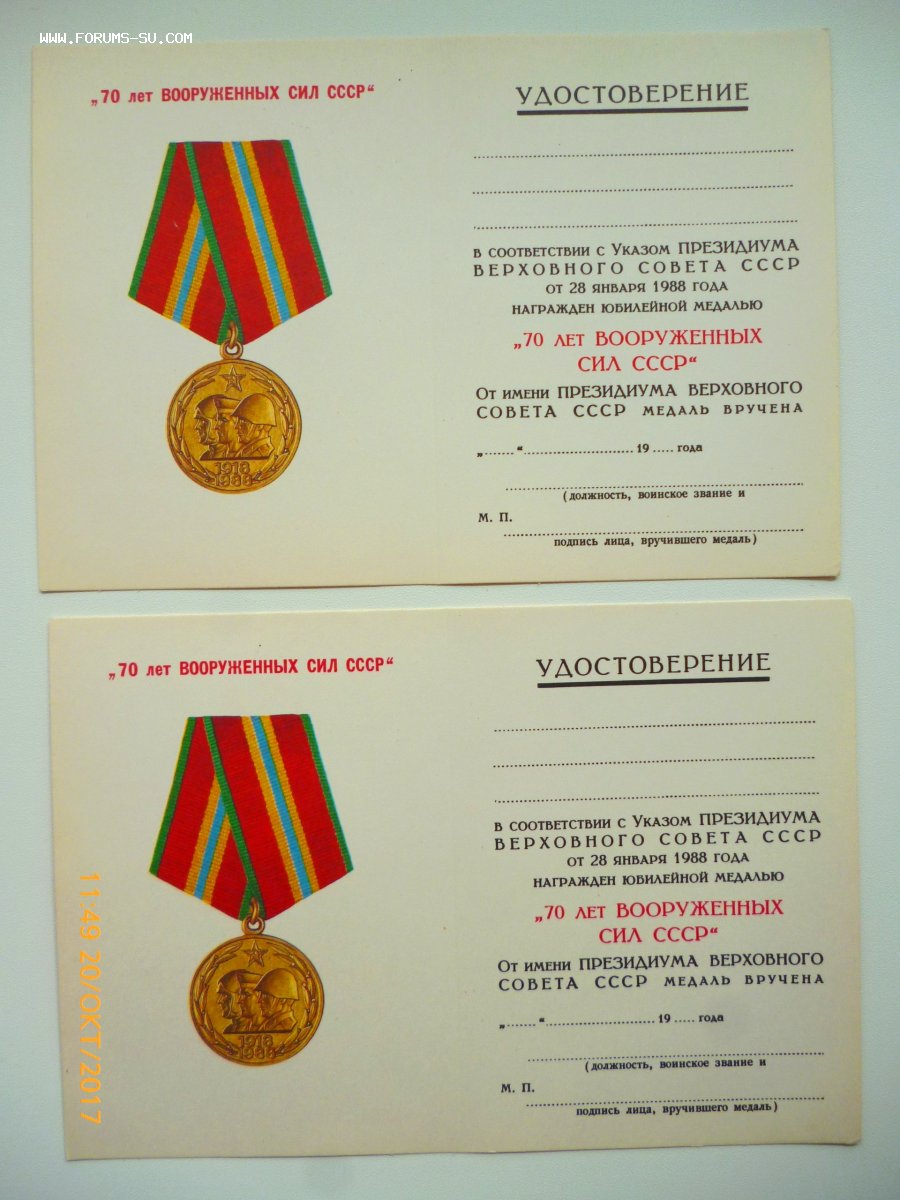 WWW.FORUMS-SU.COM
„70 лет ВООРУЖЕННЫХ СИЛ СССР“
1918
1988
УДОСТОВЕРЕНИЕ
В СООТВЕТСТВИИ С УКАЗОМ ПРЕЗИДИУМА
ВЕРХОВНОГО СОВЕТА СССР
ОТ 28 ЯНВАРЯ 1988 ГОДА
НАГРАЖДЕН ЮБИЛЕЙНОЙ МЕДАЛЬЮ
„70 ЛЕТ ВООРУЖЕННЫХ
СИЛ СССР“
ОТ ИМЕНИ ПРЕЗИДИУМА ВЕРХОВНОГО
СОВЕТА СССР МЕДАЛЬ ВРУЧЕНА
„.......“..............................19.....года
(должность, воинское звание и
М. П.
подпись лица, вручившего медаль)
„70 лет ВООРУЖЕННЫХ СИЛ СССР“
1918
1988
УДОСТОВЕРЕНИЕ
В СООТВЕТСТВИИ С УКАЗОМ ПРЕЗИДИУМА
ВЕРХОВНОГО СОВЕТА СССР
ОТ 28 ЯНВАРЯ 1988 ГОДА
НАГРАЖДЕН ЮБИЛЕЙНОЙ МЕДАЛЬЮ
„70 ЛЕТ ВООРУЖЕННЫХ
СИЛ СССР“
ОТ ИМЕНИ ПРЕЗИДИУМА ВЕРХОВНОГО
СОВЕТА СССР МЕДАЛЬ ВРУЧЕНА
„.......“..............................19.....года
(должность, воинское звание и
М. П.
подпись лица, вручившего медаль)
11:49 20/ОКТ/2017